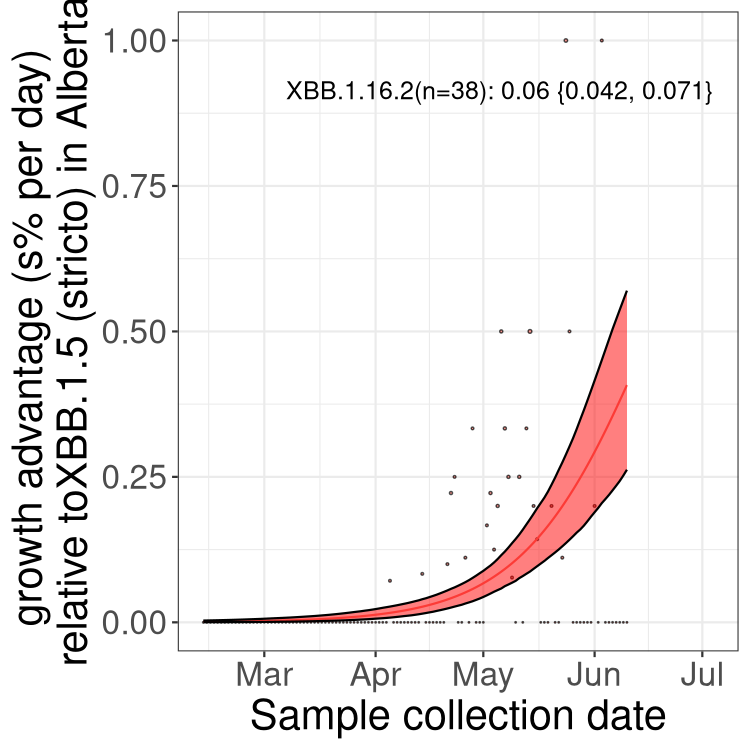 growth advantage (s% per day)
relative toXBB.1.5 (stricto) in Alberta
1.00
0.75
0.50
0.25
0.00
XBB.1.16.2(n=38): 0.06 {0.042, 0.071}
Mar Apr May Jun Jul
Sample collection date